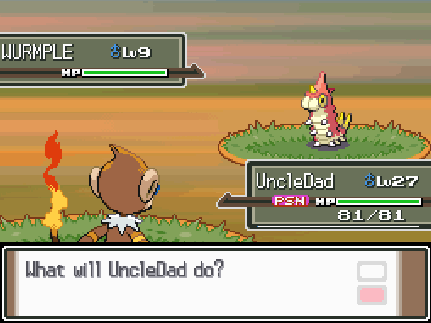 WURMPLE ♂Lv9
HP
UncleDad ♂Lv27
PSN HP
81/81
What will UncleDad do?